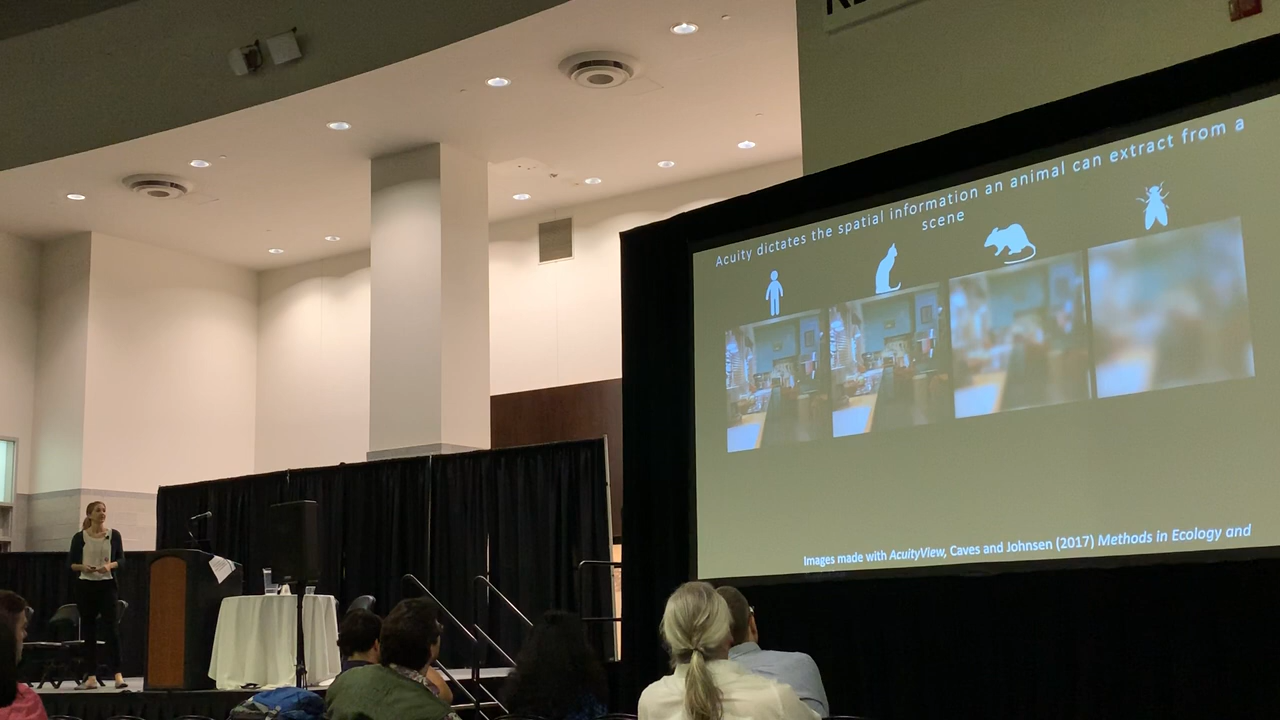 Acuity dictates the spatial information an animal can extract from a
scene
Images made with AcuityView, Caves and Johnsen (2017) Methods in Ecology and